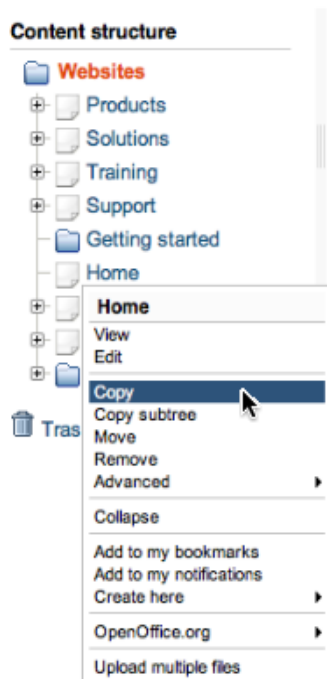 Content structure
Websites
Products
Solutions
Training
Support
Getting started
Home
Home
View
Edit
Copy
Copy subtree
Tras
Move
Remove
Advanced
Collapse
Add to my bookmarks
Add to my notifications
Create here
OpenOffice.org
Upload multiple files